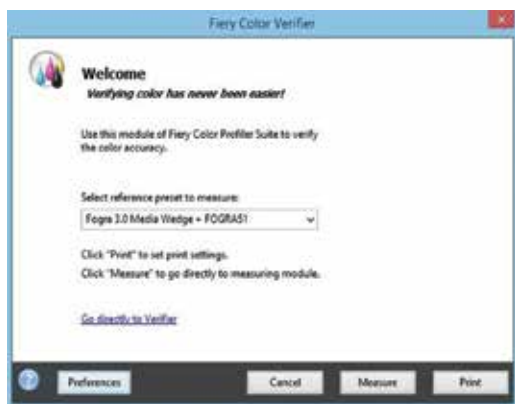 Fiery Color Verifier
Welcome
Verifying color has never been easier!
Use this module of Fiery Color Profiler Suite to verify
the color accuracy.
Select reference preset to measure:
Fogra 3.0 Media Wedge + FOGRA51
Click "Print" to set print settings.
Click "Measure" to go directly to measuring module.
Go directly to Verifier
Preferences
Cancel
Measure
Print